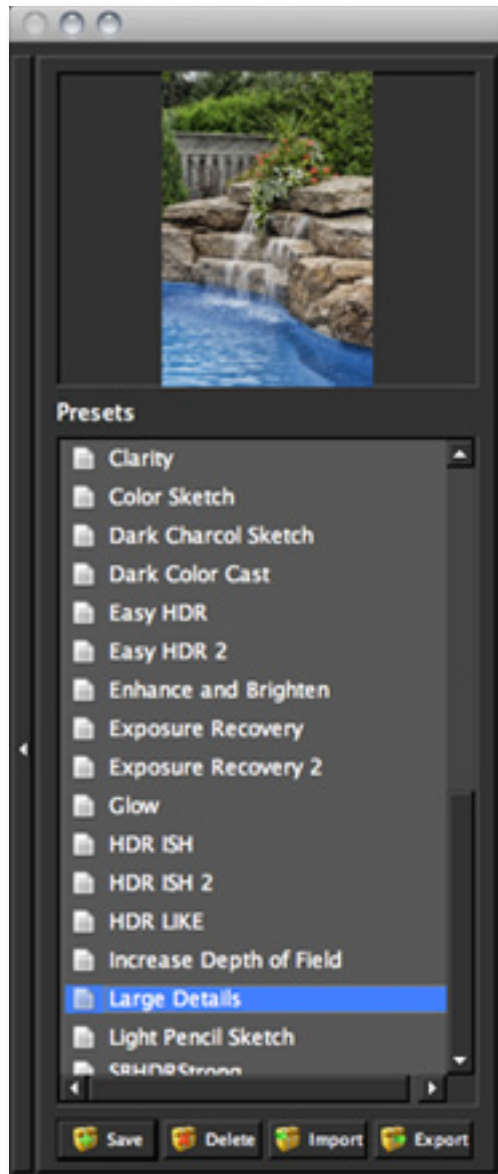 Presets
Clarity
Color Sketch
Dark Charcol Sketch
Dark Color Cast
Easy HDR
Easy HDR 2
Enhance and Brighten
Exposure Recovery
Exposure Recovery 2
Glow
HDR ISH
HDR ISH 2
HDR LIKE
Increase Depth of Field
Large Details
Light Pencil Sketch
SBHDRStrong
Save Delete Import Export